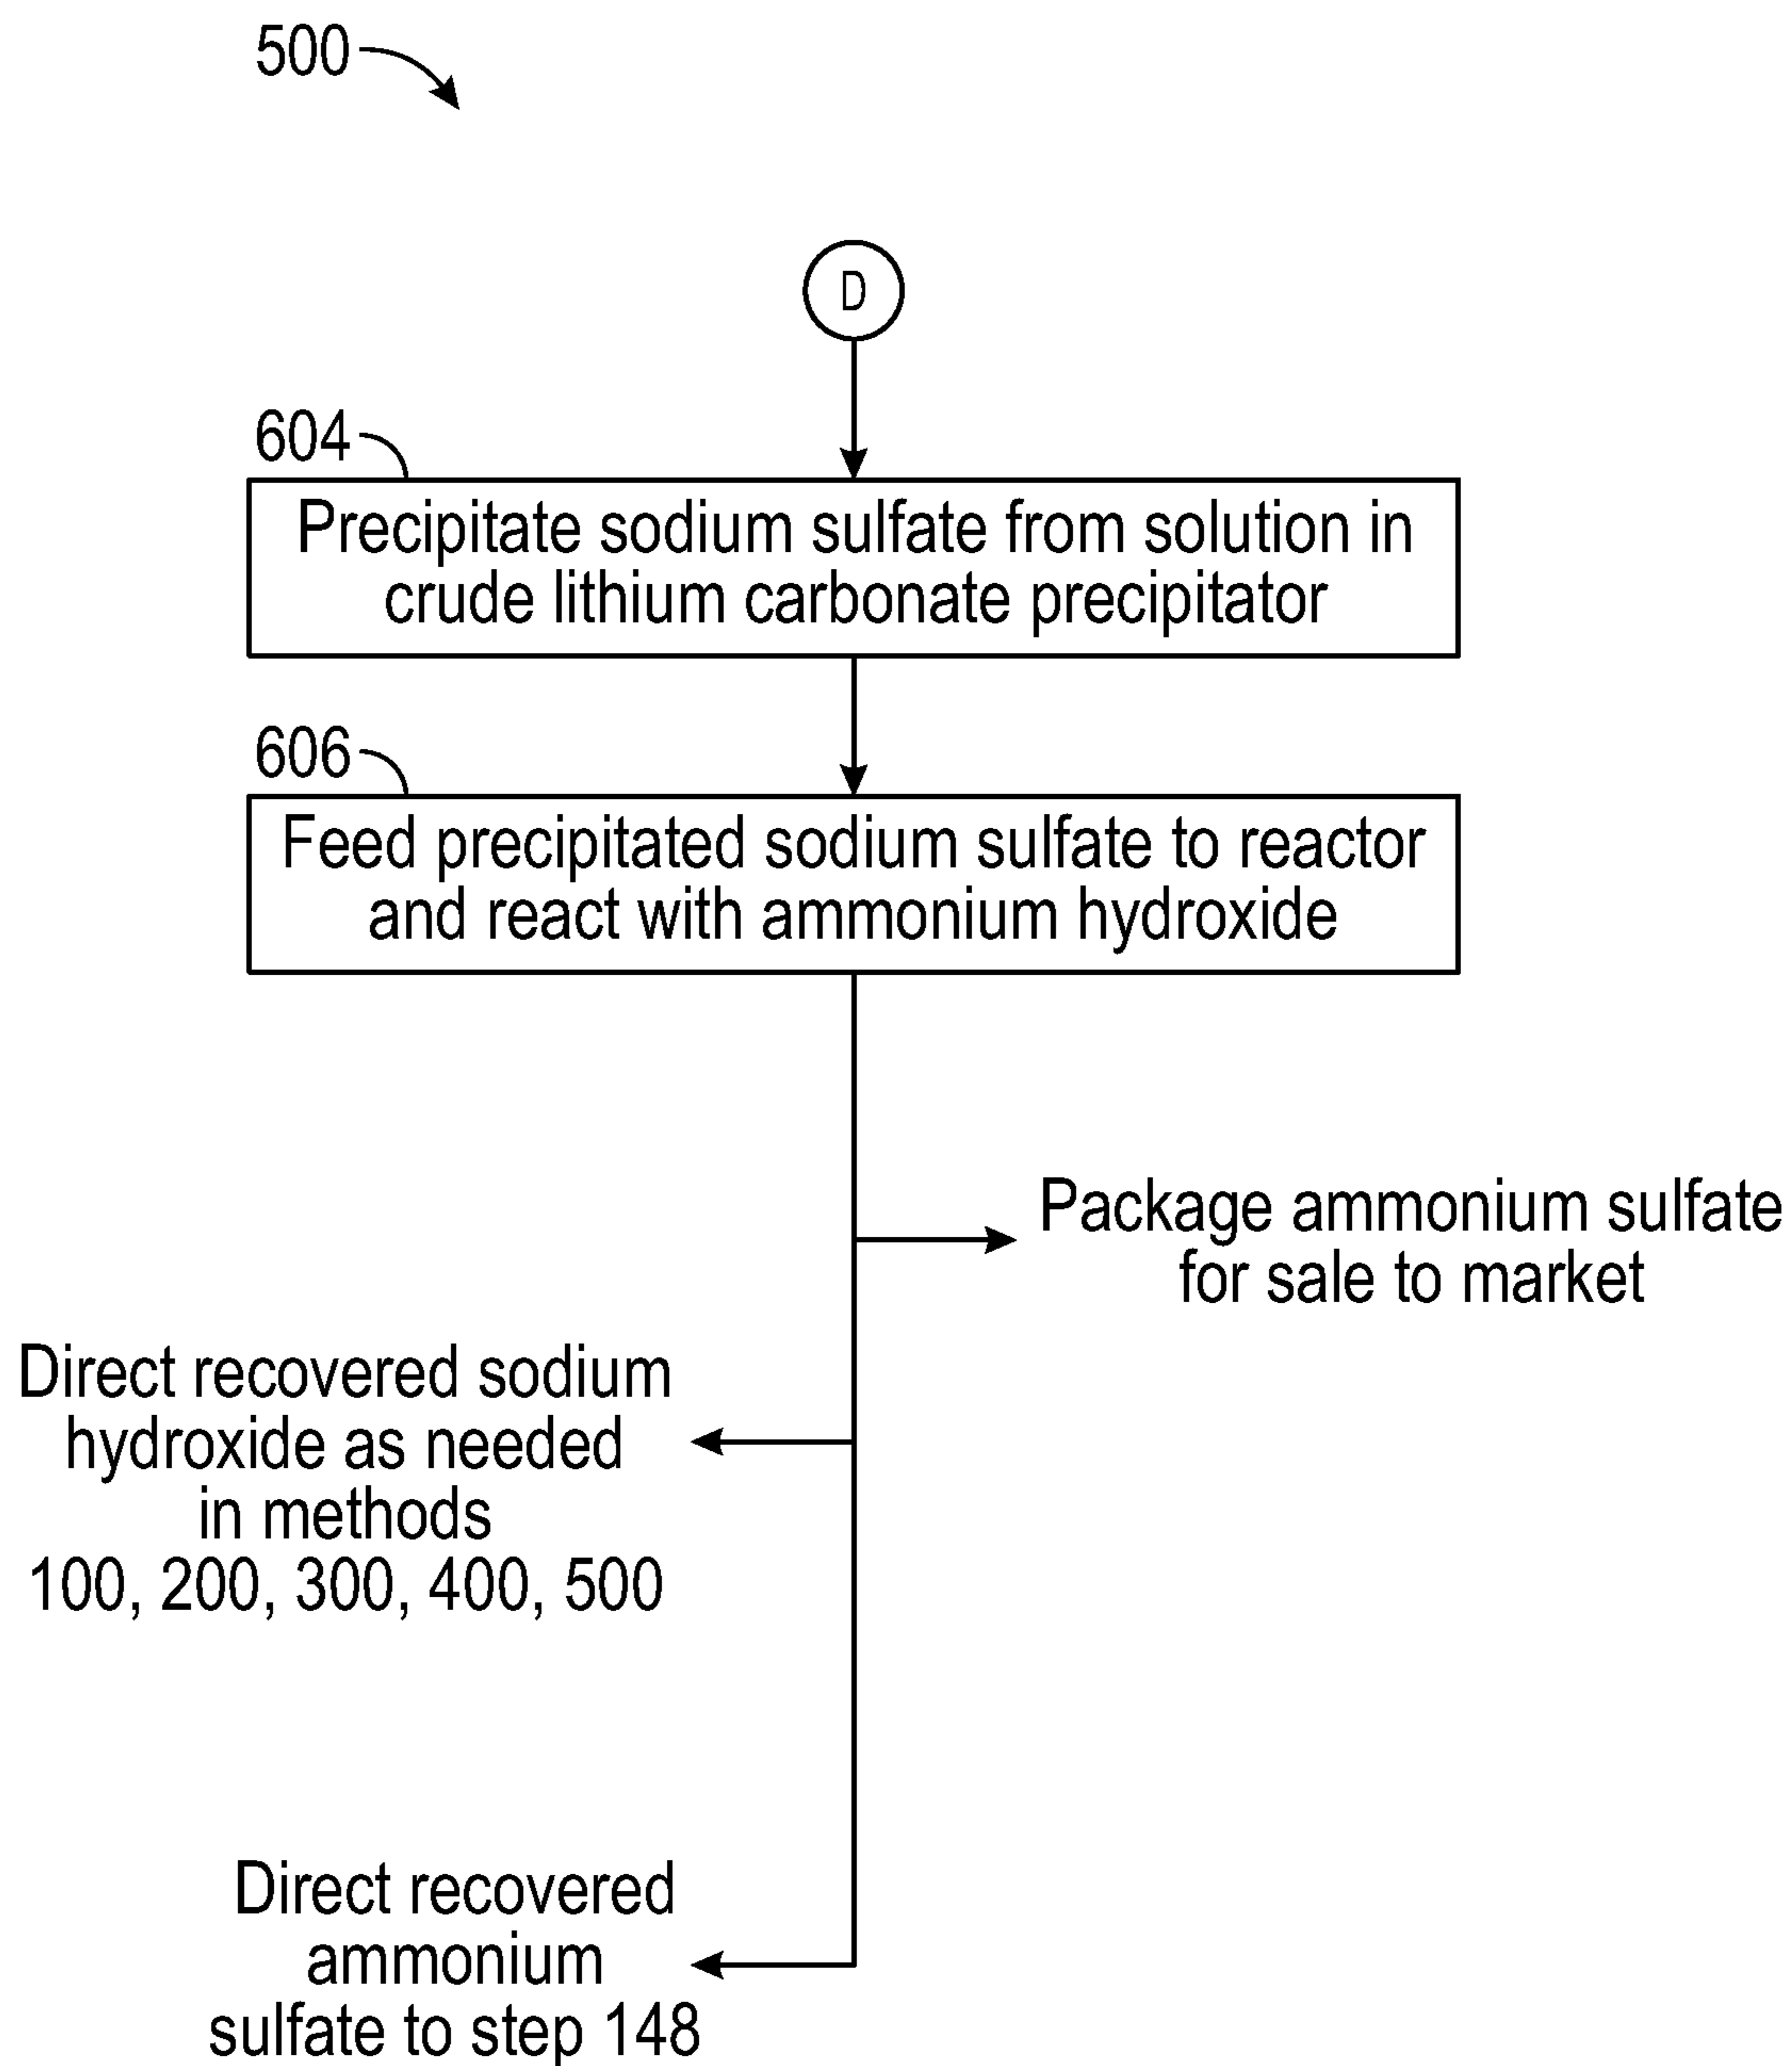 500
D
604
Precipitate sodium sulfate from solution in
crude lithium carbonate precipitator
606
Feed precipitated sodium sulfate to reactor
and react with ammonium hydroxide
Package ammonium sulfate
for sale to market
Direct recovered sodium
hydroxide as needed
in methods
100, 200, 300, 400, 500
Direct recovered
ammonium
sulfate to step 148